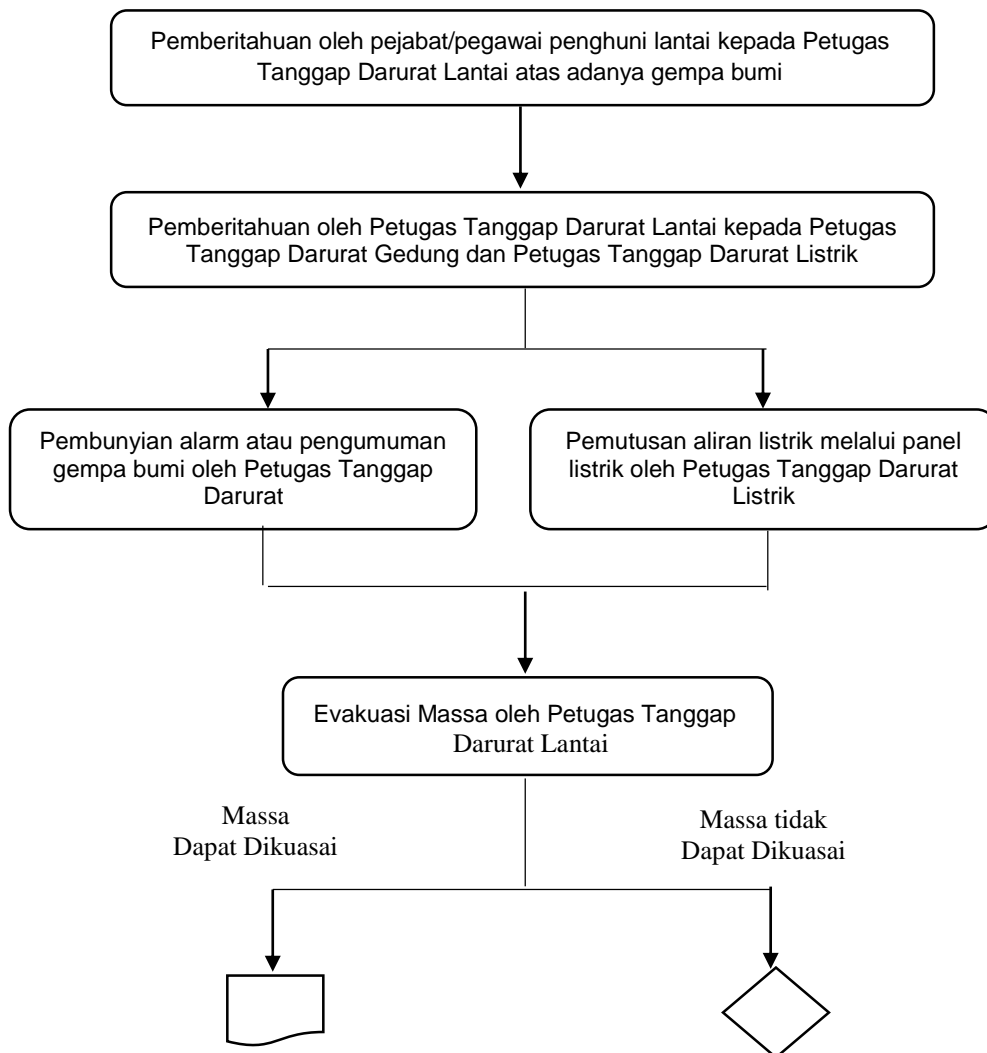 Pemberitahuan oleh pejabat/pegawai penghuni lantai kepada Petugas
Tanggap Darurat Lantai atas adanya gempa bumi
Pemberitahuan oleh Petugas Tanggap Darurat Lantai kepada Petugas
Tanggap Darurat Gedung dan Petugas Tanggap Darurat Listrik
Pembunyian alarm atau pengumuman
gempa bumi oleh Petugas Tanggap
Darurat
Pemutusan aliran listrik melalui panel
listrik oleh Petugas Tanggap Darurat
Listrik
Evakuasi Massa oleh Petugas Tanggap
Darurat Lantai
Massa
Dapat Dikuasai
Massa tidak
Dapat Dikuasai